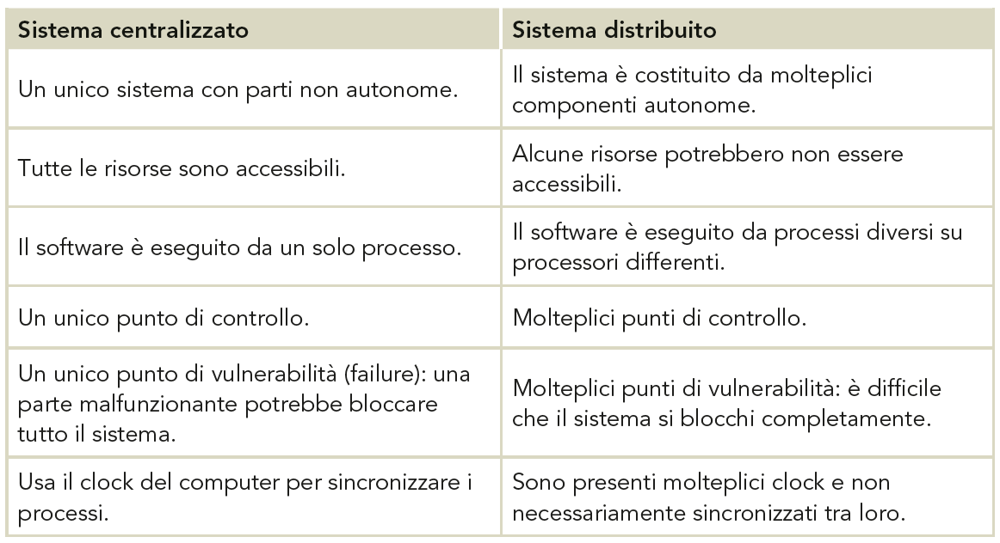 Sistema centralizzato
Sistema distribuito
Un unico sistema con parti non autonome.
Il sistema è costituito da molteplici
componenti autonome.
Tutte le risorse sono accessibili.
Alcune risorse potrebbero non essere
accessibili.
Il software è eseguito da un solo processo.
Il software è eseguito da processi diversi su
processori differenti.
Un unico punto di controllo.
Molteplici punti di controllo.
Un unico punto di vulnerabilità (failure): una
parte malfunzionante potrebbe bloccare
tutto il sistema.
Molteplici punti di vulnerabilità: è difficile
che il sistema si blocchi completamente.
Usa il clock del computer per sincronizzare i
processi.
Sono presenti molteplici clock e non
necessariamente sincronizzati tra loro.